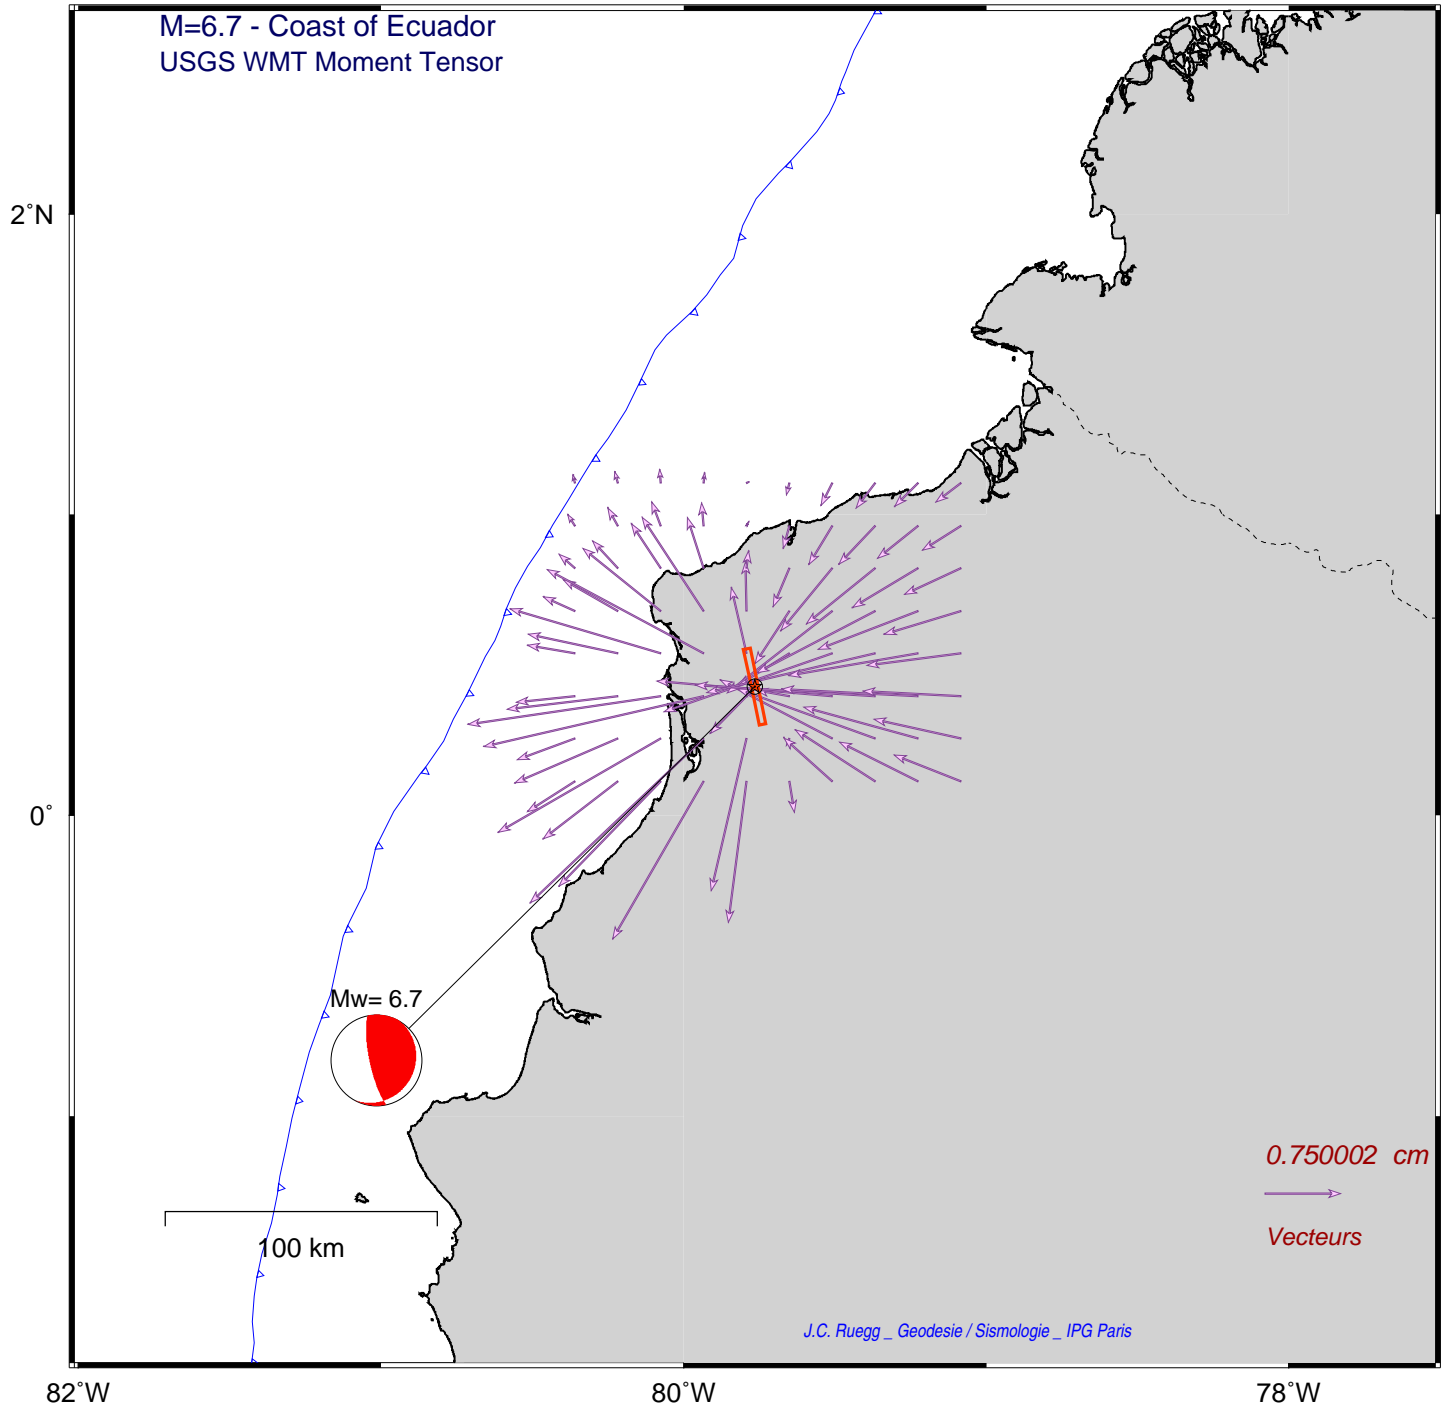 M=6.7 - Coast of Ecuador
USGS WMT Moment Tensor
2°N
0°
Mw= 6.7
0.750002 cm
Vecteurs
100 km
J.C. Ruegg _ Geodesie / Sismologie _ IPG Paris
82°W
80°W
78°W